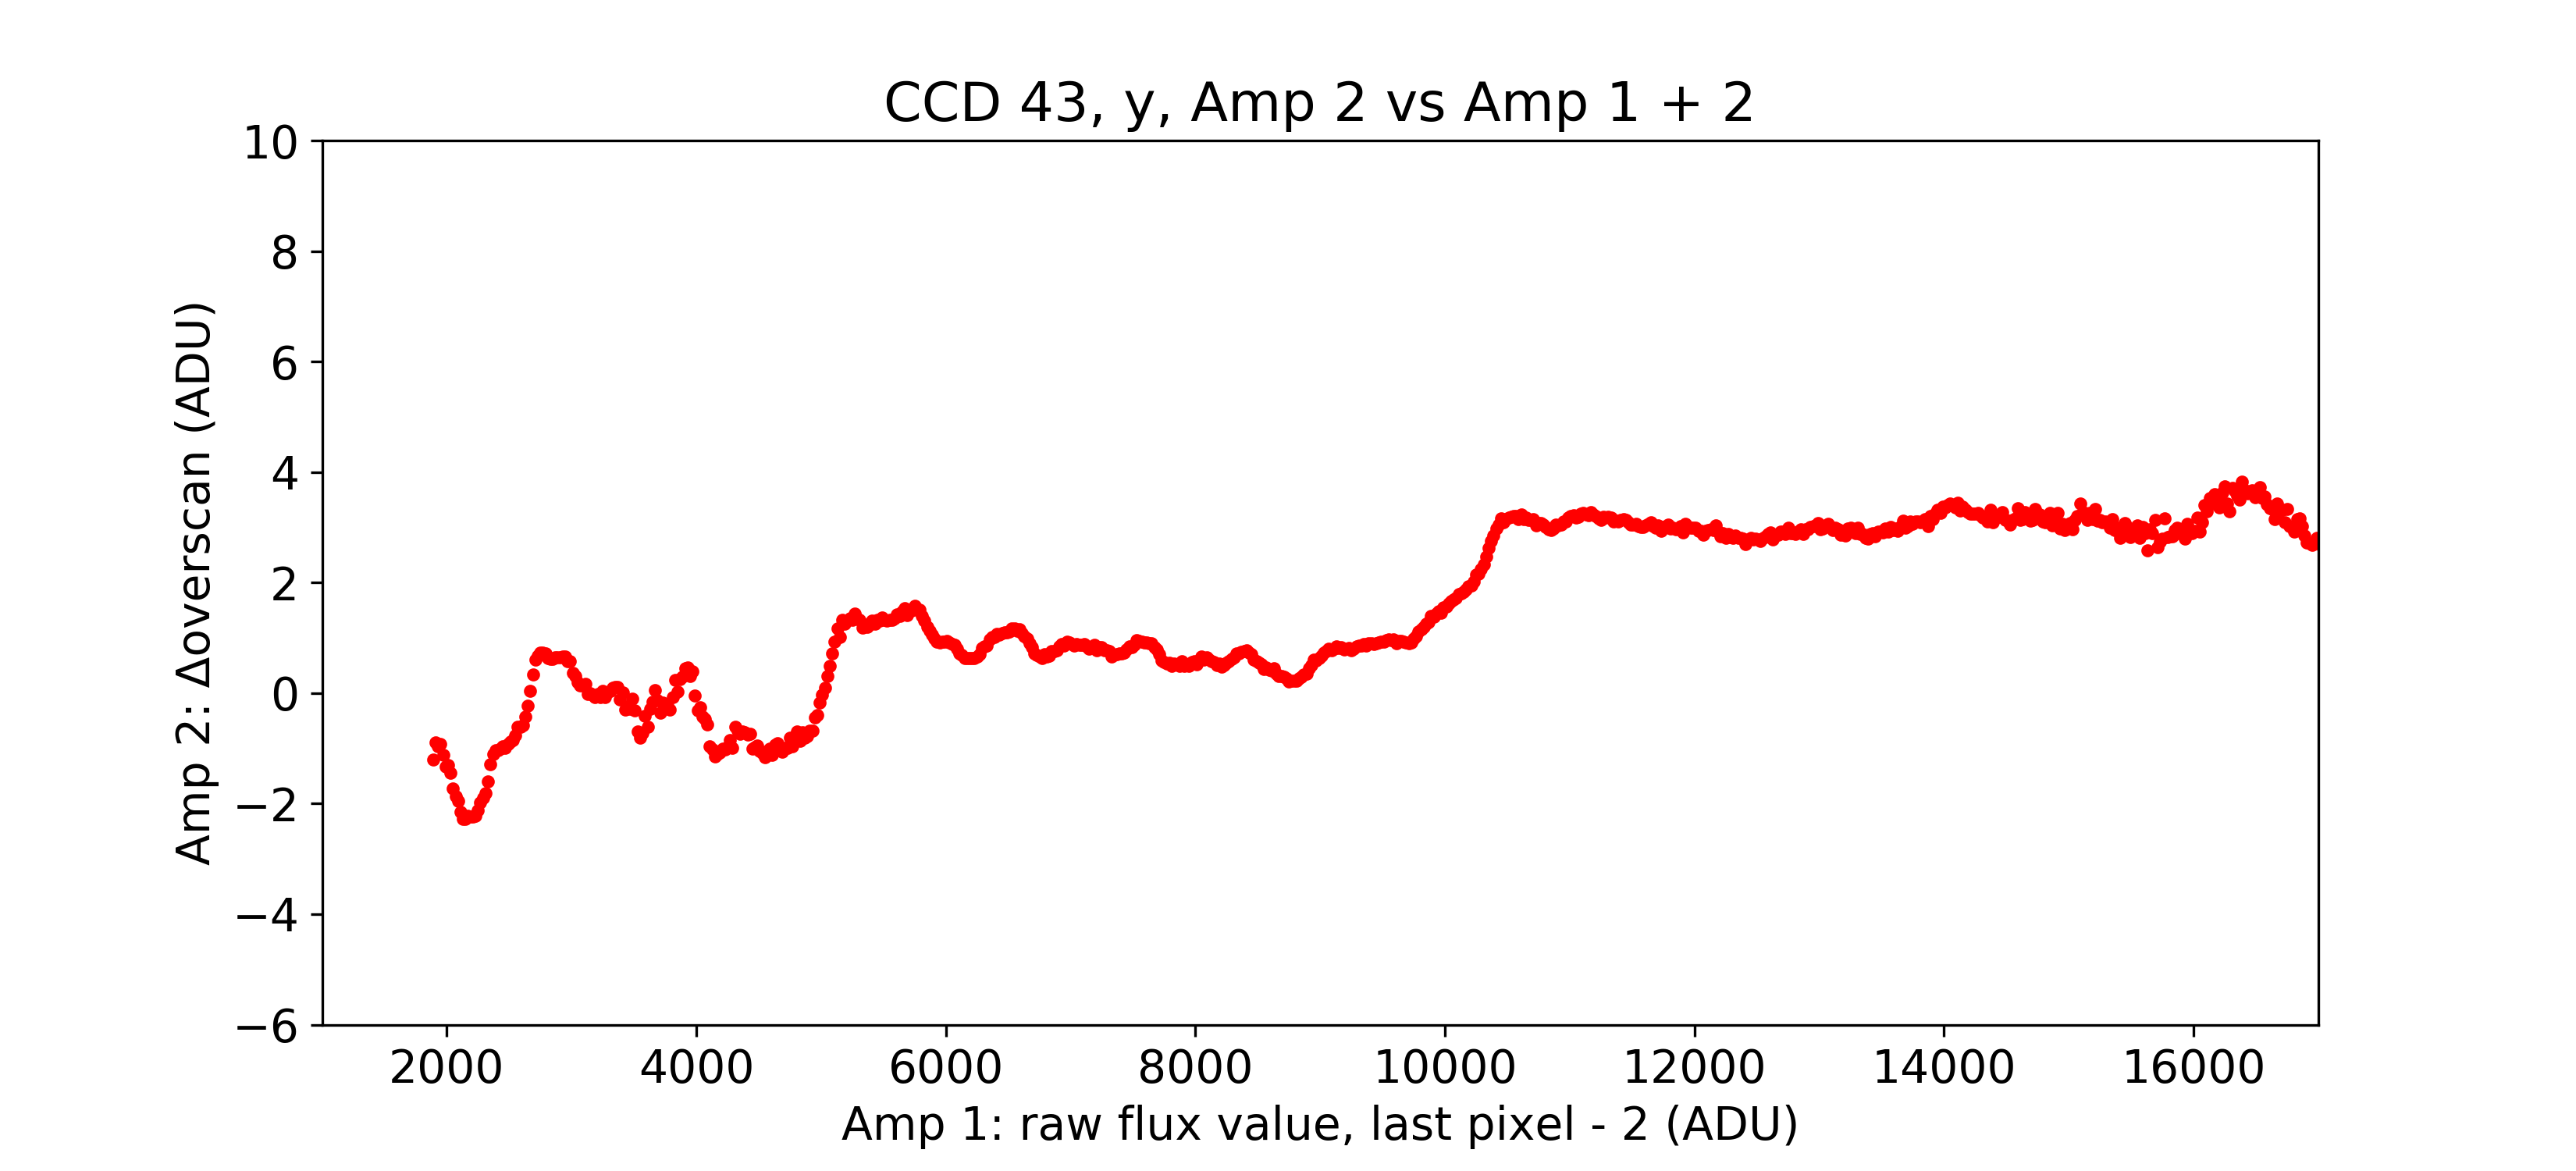 CCD 43, y, Amp 2 vs Amp 1 + 2
10
8
6
4
2
0
−2
−4
−6
Amp 2: Δoverscan (ADU)
2000 4000 6000 8000 10000 12000 14000 16000
Amp 1: raw flux value, last pixel - 2 (ADU)